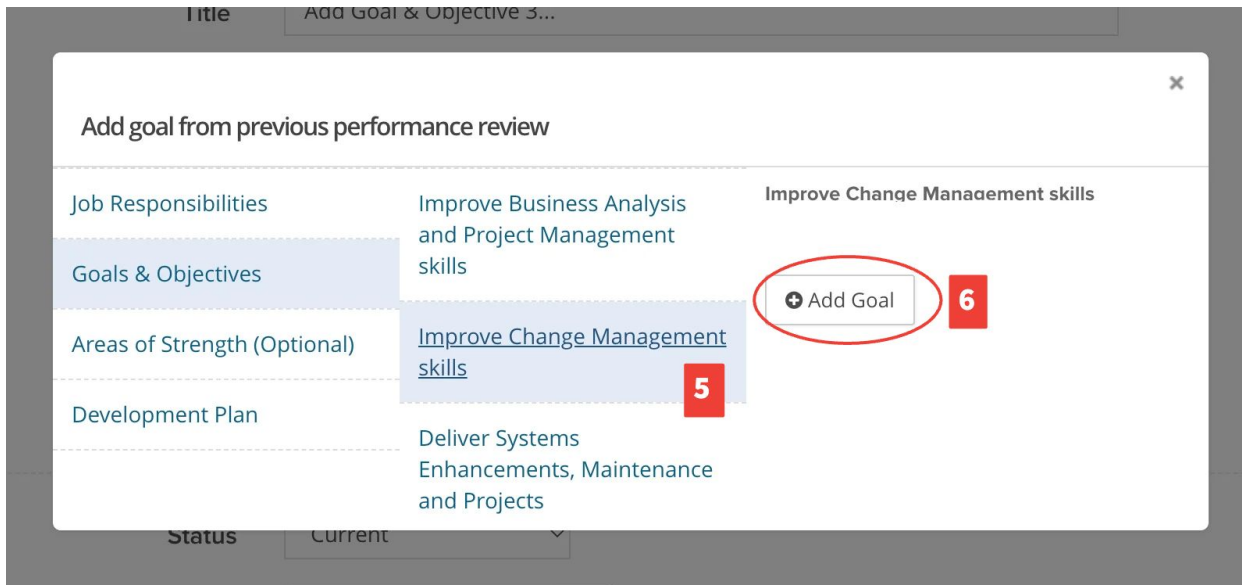 Title
Add Goal & Objective 3...
×
Add goal from previous performance review
Job Responsibilities
Goals & Objectives
Areas of Strength (Optional)
Development Plan
Improve Business Analysis
and Project Management
skills
Improve Change Management
skills
5
Deliver Systems
Enhancements, Maintenance
and Projects
Improve Change Management skills
Add Goal
6
Status
Current